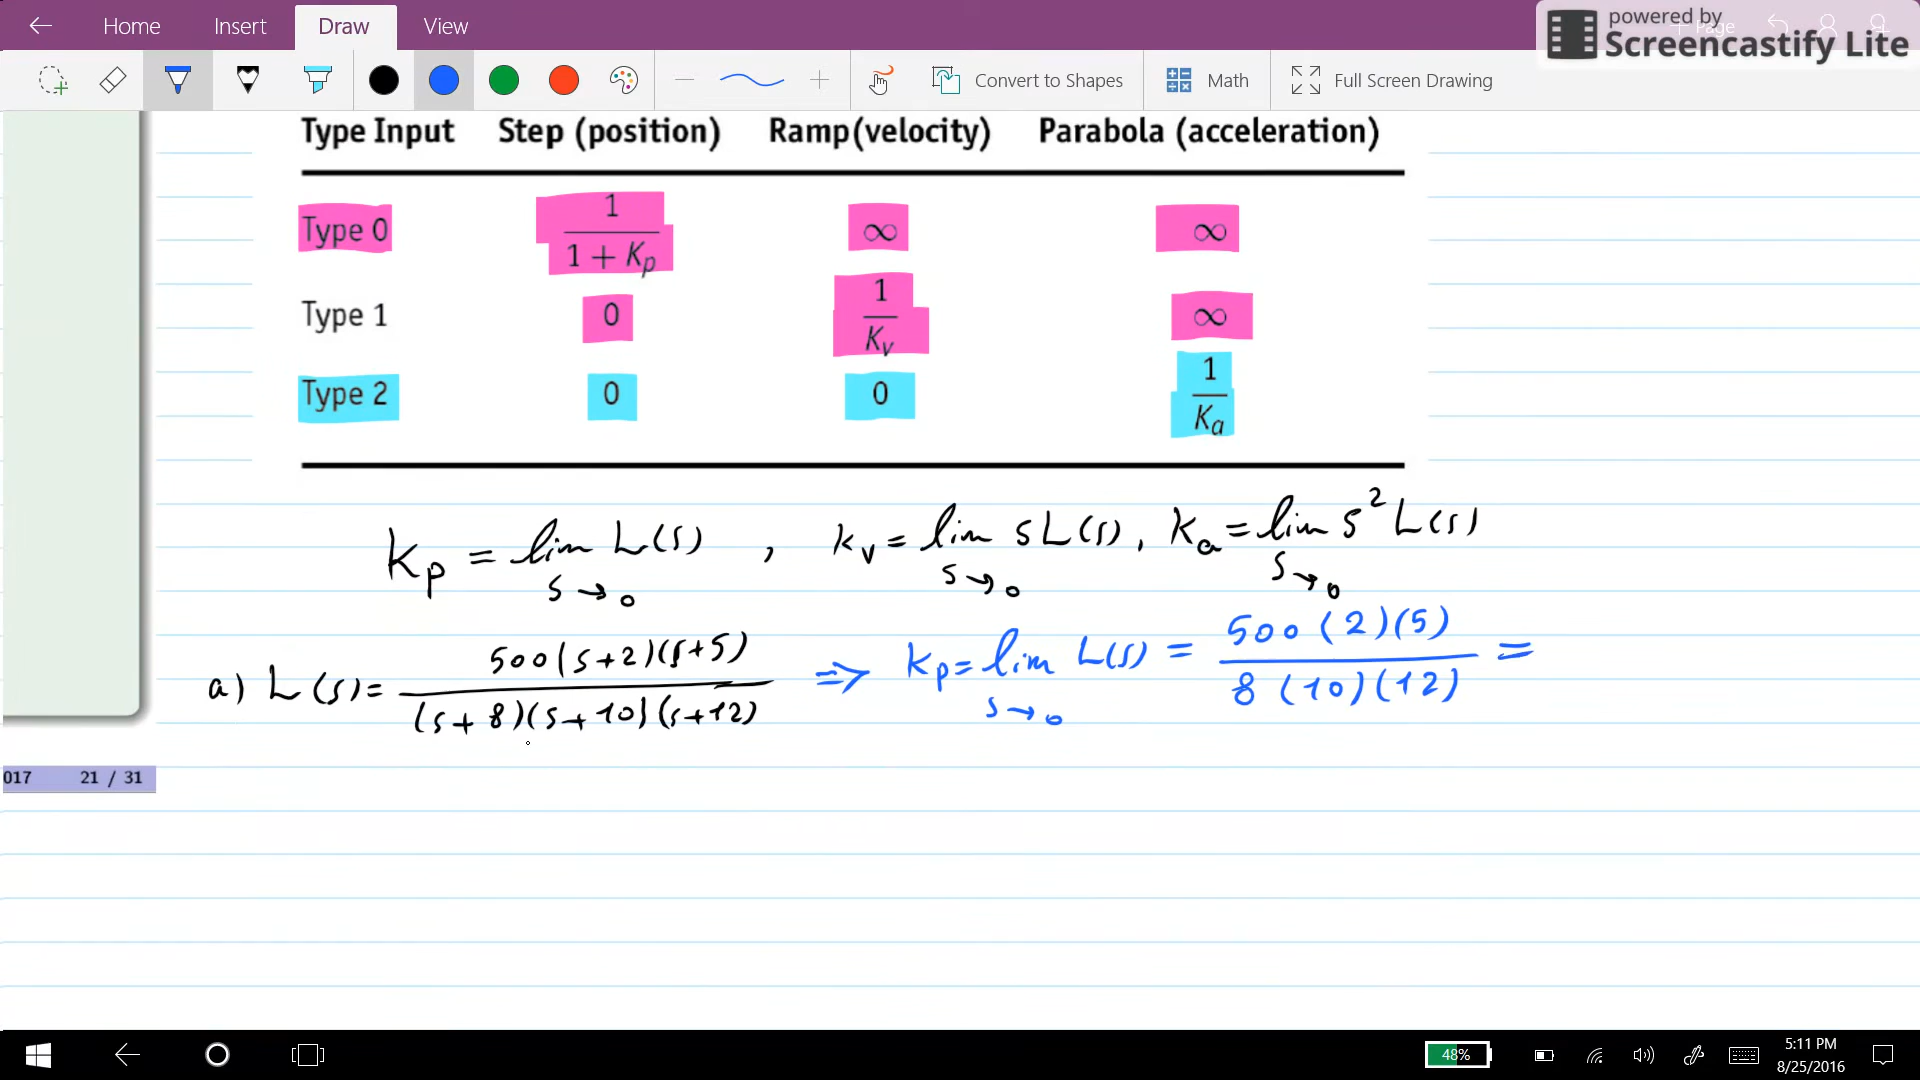 Home Insert Draw View
+ Page
powered by
Screencastify Lite
Convert to Shapes Math Full Screen Drawing
Type Input Step (position) Ramp(velocity) Parabola (acceleration)
Type 0 1/(1 + Kp) ∞ ∞
Type 1 0 1/Kv ∞
Type 2 0 0 1/Ka
Kp = lim s→0 L(s) , Kv = lim s→0 sL(s), Ka = lim s→0 s² L(s)
a) L(s) = 500(s+2)(s+5) / (s+8)(s+10)(s+12) => Kp = lim s→0 L(s) = 500(2)(5) / 8(10)(12) =
017 21 / 31
48%
5:11 PM
8/25/2016